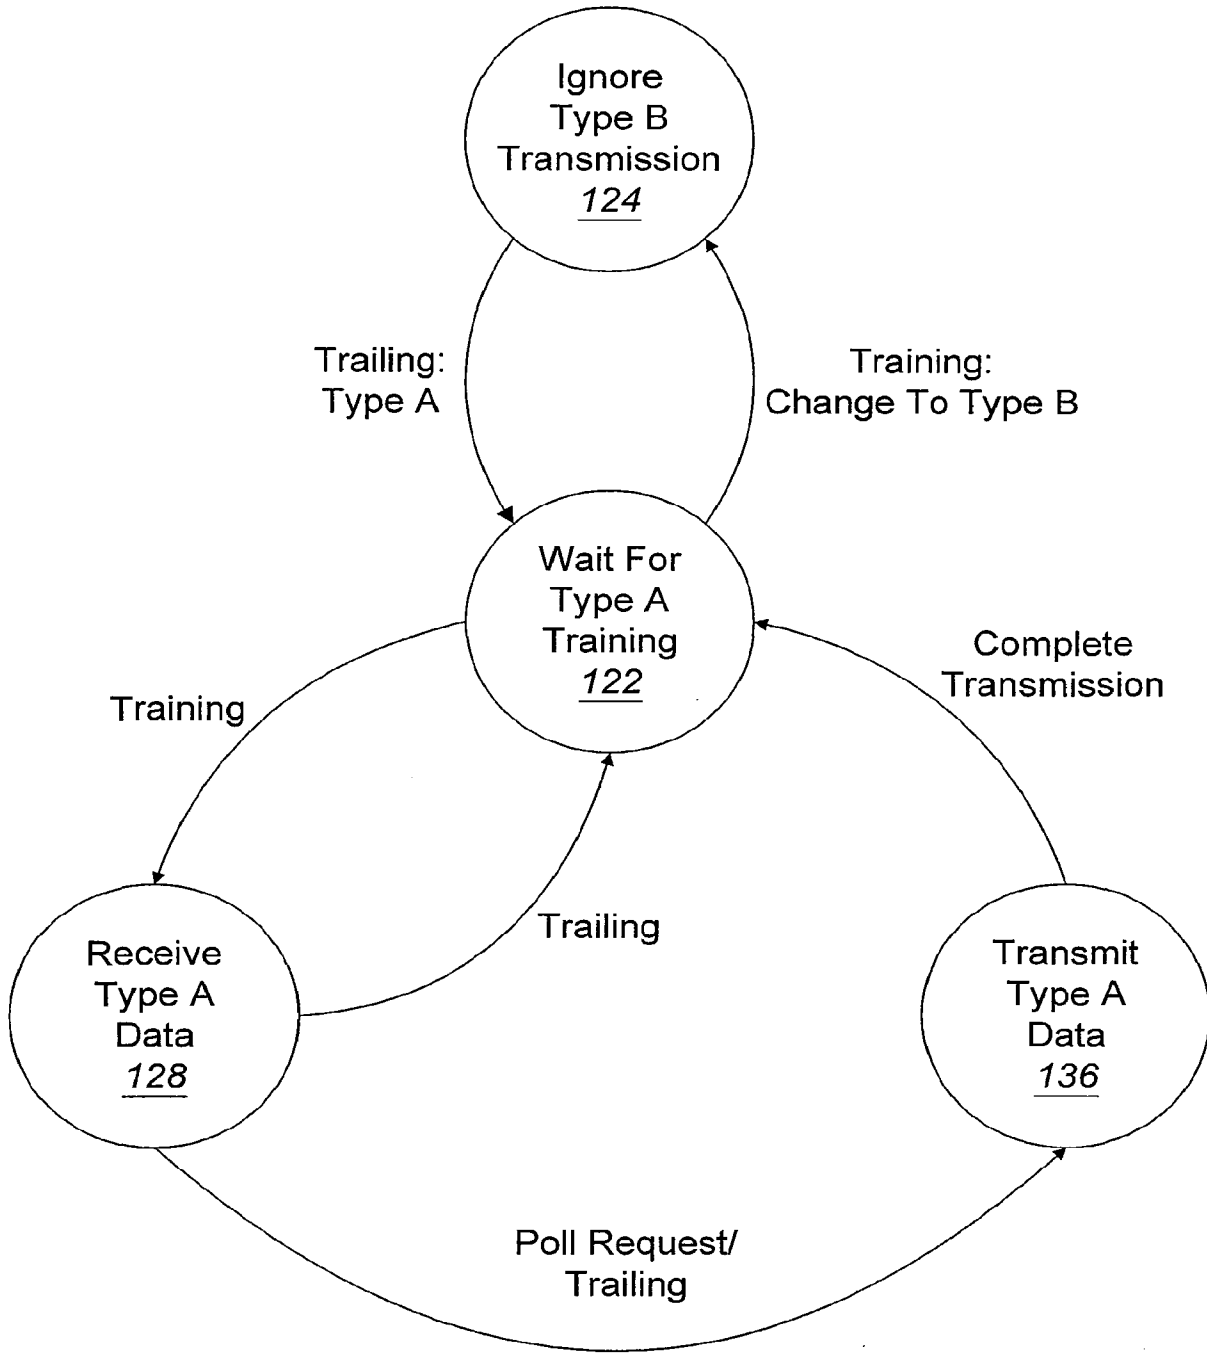 Ignore
Type B
Transmission
124
Trailing:
Type A
Training:
Change To Type B
Wait For
Type A
Training
122
Complete
Transmission
Training
Trailing
Receive
Type A
Data
128
Transmit
Type A
Data
136
Poll Request/
Trailing